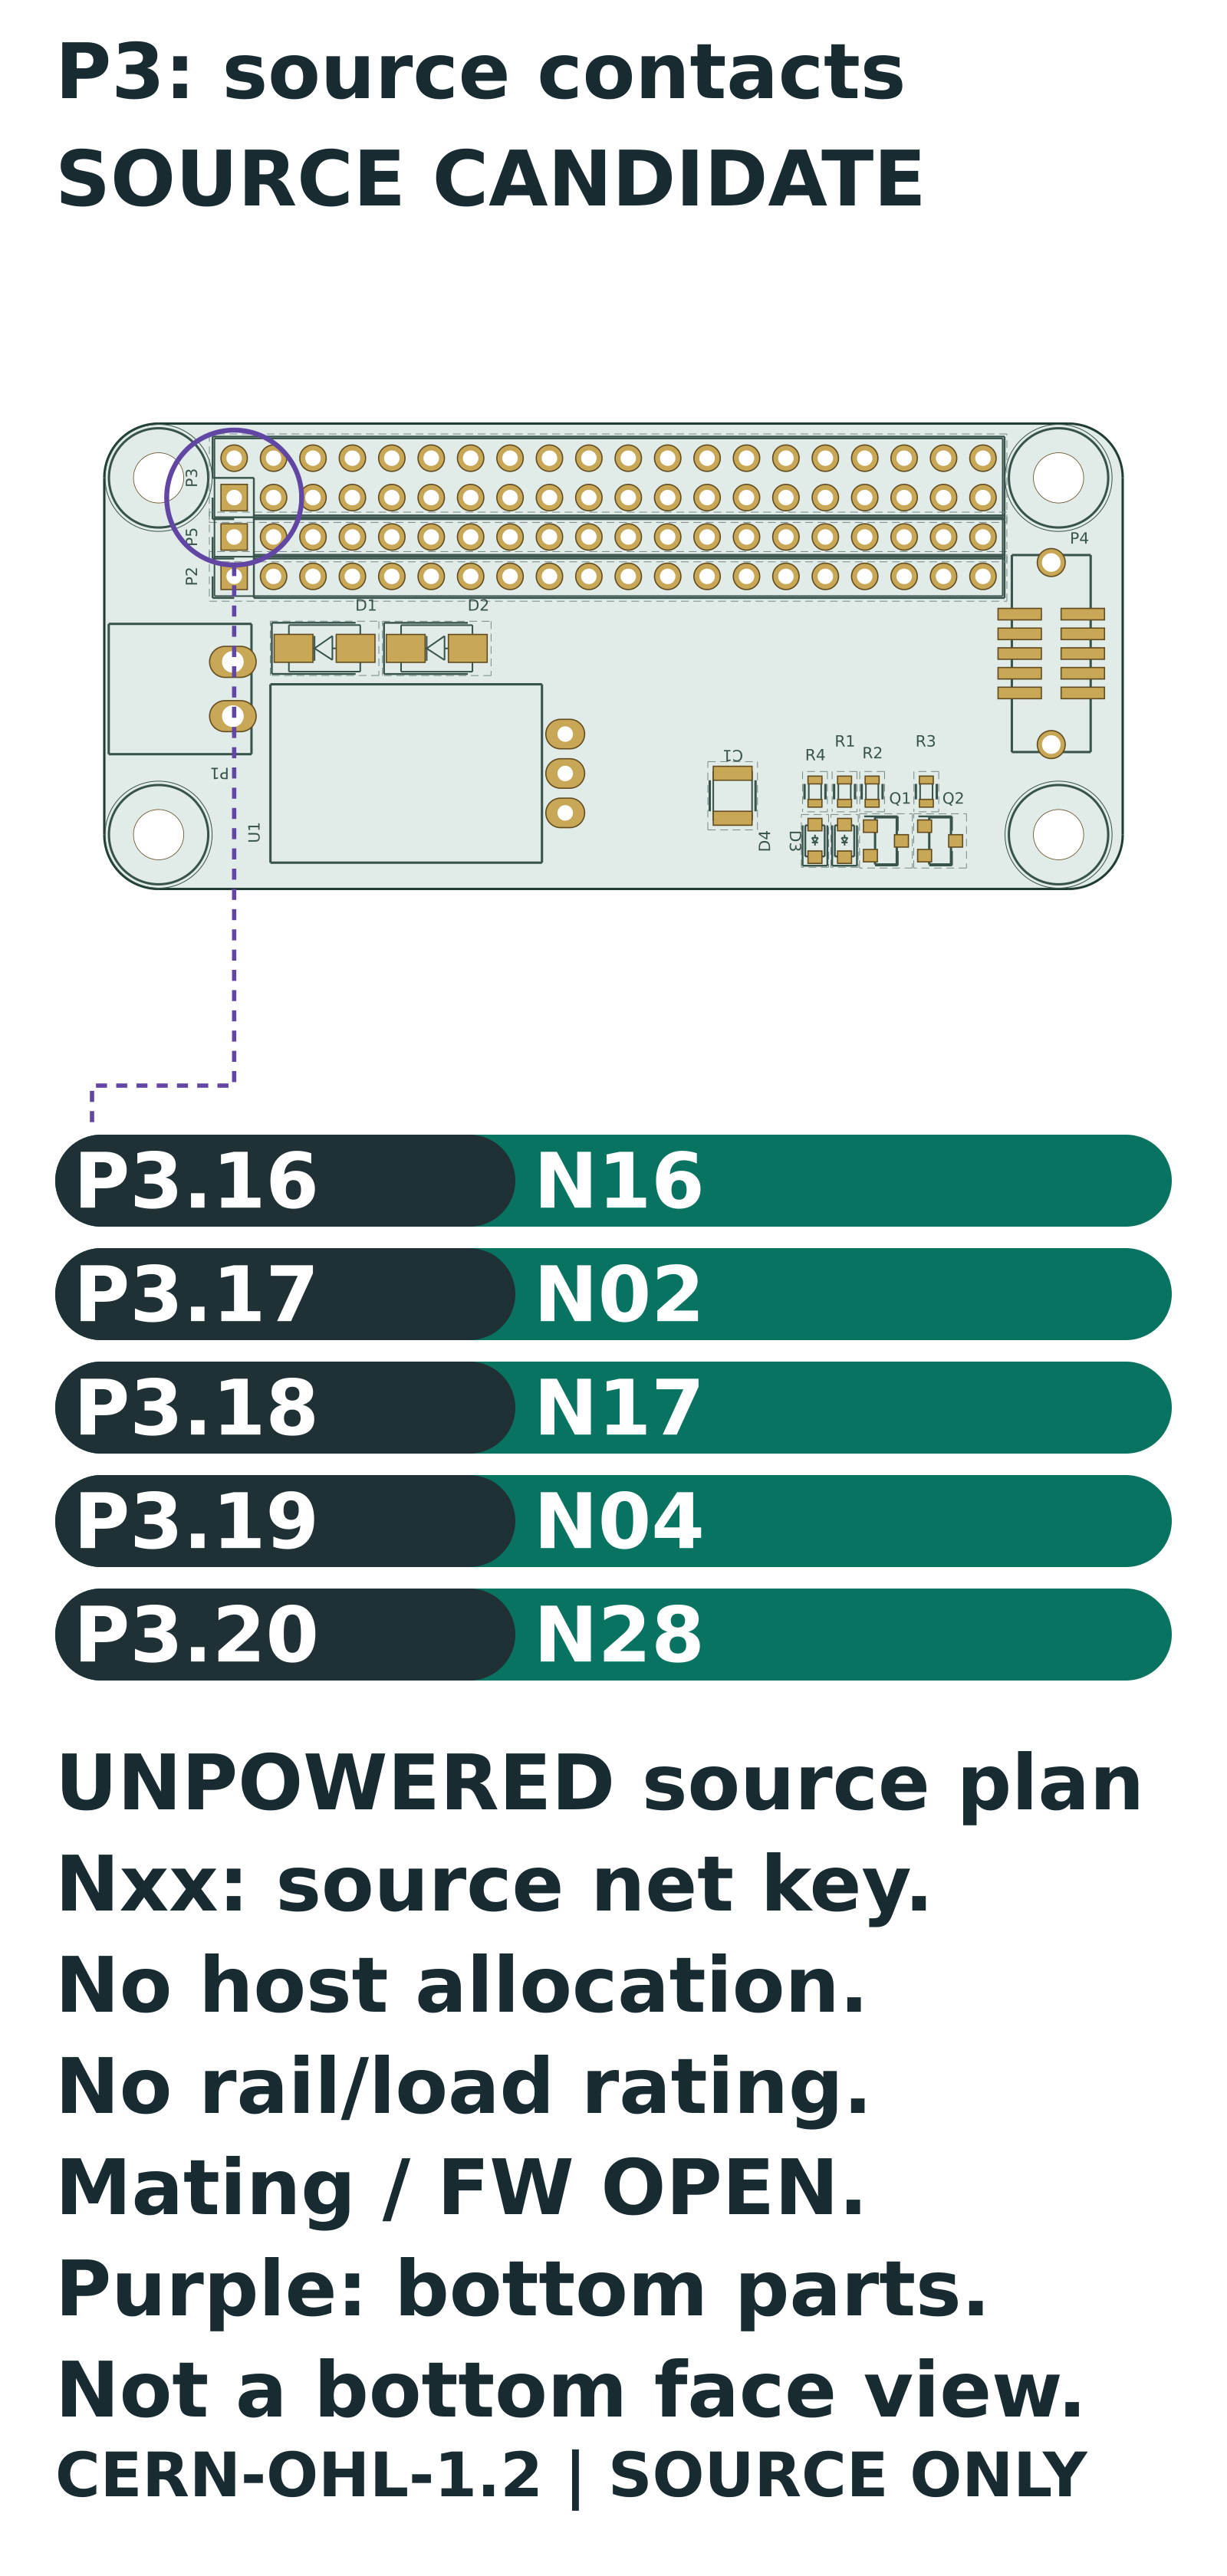 P3: source contacts
SOURCE CANDIDATE
P3
P5
P2
P4
D1 D2
P1
U1
C1
D4
D3
R4
R1
R2
R3
Q1
Q2
P3.16 N16
P3.17 N02
P3.18 N17
P3.19 N04
P3.20 N28
UNPOWERED source plan
Nxx: source net key.
No host allocation.
No rail/load rating.
Mating / FW OPEN.
Purple: bottom parts.
Not a bottom face view.
CERN-OHL-1.2 | SOURCE ONLY